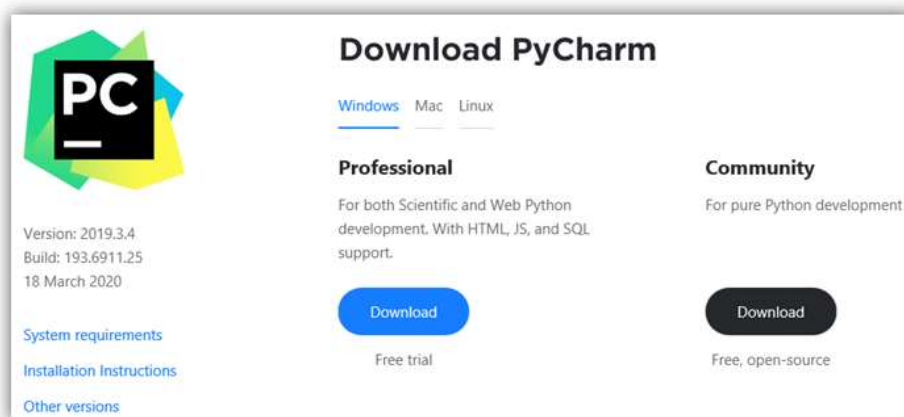 PC
Version: 2019.3.4
Build: 193.6911.25
18 March 2020
System requirements
Installation Instructions
Other versions
Download PyCharm
Windows Mac Linux
Professional
For both Scientific and Web Python
development. With HTML, JS, and SQL
support.
Download
Free trial
Community
For pure Python development
Download
Free, open-source